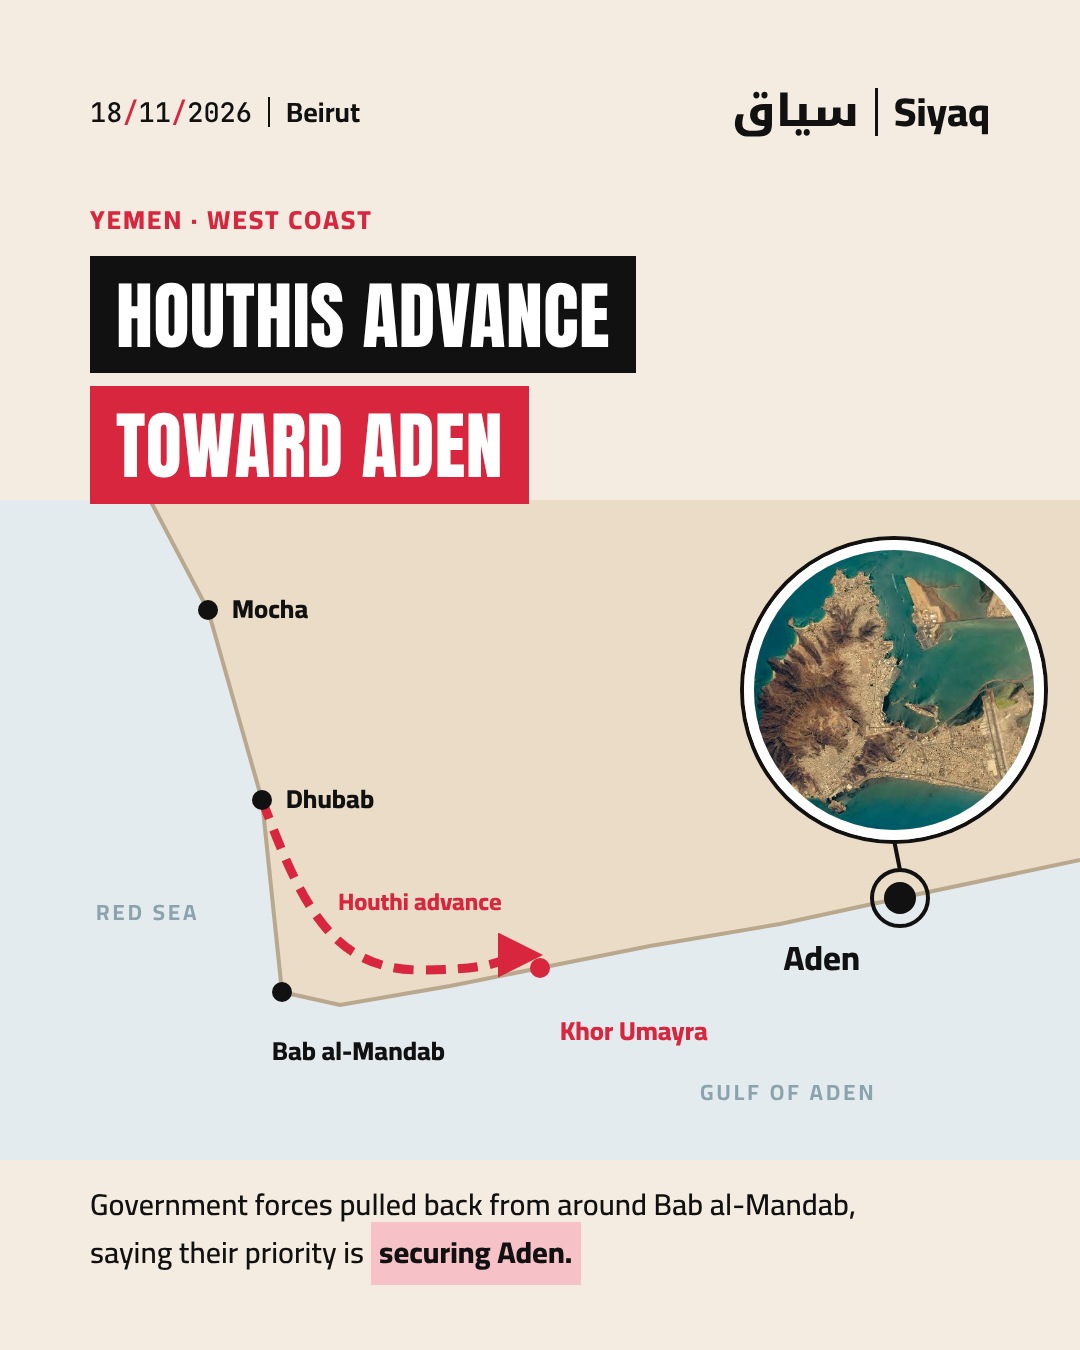 18/11/2026 | Beirut
سياق | Siyaq
YEMEN · WEST COAST
HOUTHIS ADVANCE
TOWARD ADEN
Mocha
Dhubab
Houthi advance
RED SEA
Aden
Khor Umayra
Bab al-Mandab
GULF OF ADEN
Government forces pulled back from around Bab al-Mandab,
saying their priority is securing Aden.